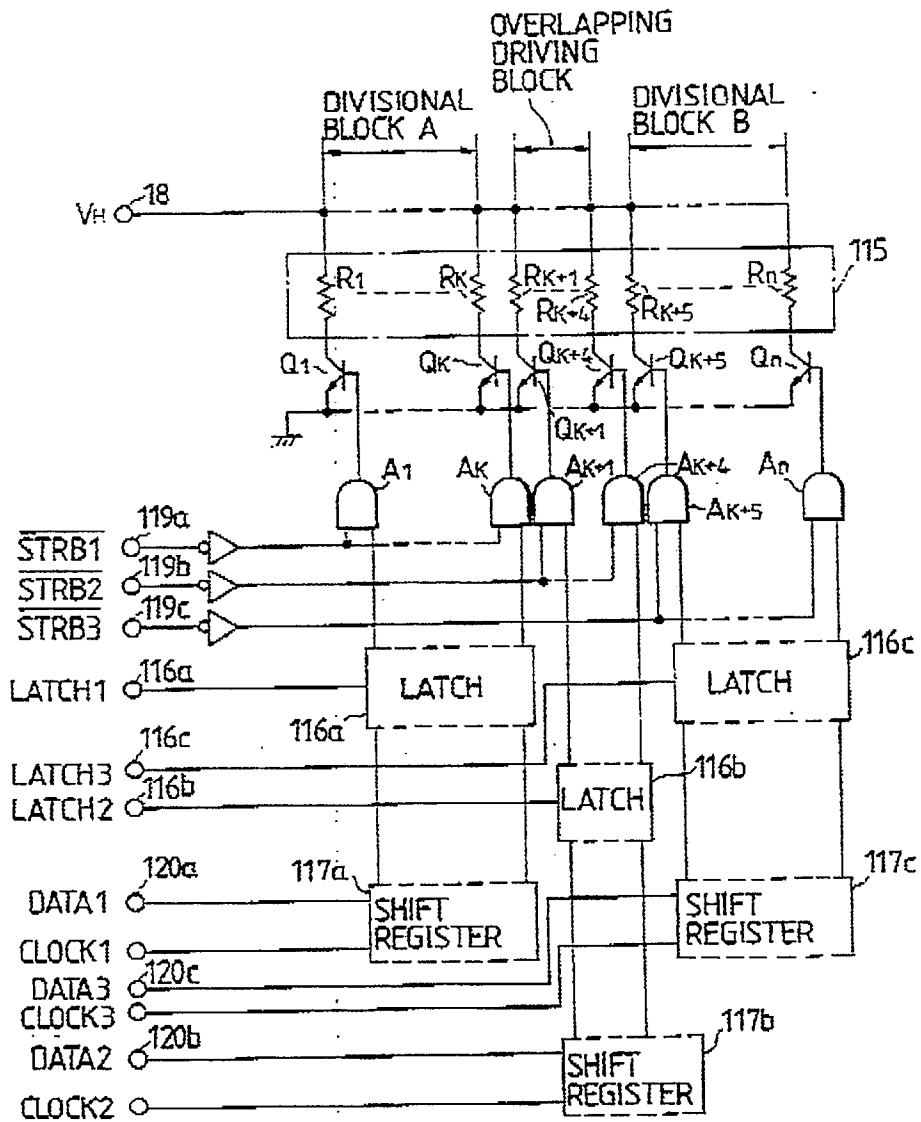 OVERLAPPING
DRIVING
BLOCK
DIVISIONAL
BLOCK A
DIVISIONAL
BLOCK B
VH
18
115
R1
RK
RK+1
RK+4
RK+5
Rn
Q1
QK
QK+1
QK+4
QK+5
Qn
A1
AK
AK+1
AK+4
AK+5
An
STRB1
119a
STRB2
119b
STRB3
119c
LATCH1
116a
LATCH
116a
LATCH
116c
LATCH3
116c
LATCH2
116b
LATCH
116b
DATA1
120a
117a
SHIFT
REGISTER
117c
SHIFT
REGISTER
CLOCK1
DATA3
120c
CLOCK3
DATA2
120b
117b
SHIFT
REGISTER
CLOCK2